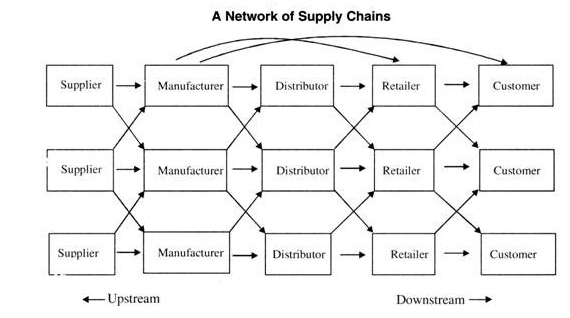 A Network of Supply Chains
Supplier Manufacturer Distributor Retailer Customer
Supplier Manufacturer Distributor Retailer Customer
Supplier Manufacturer Distributor Retailer Customer
Upstream Downstream